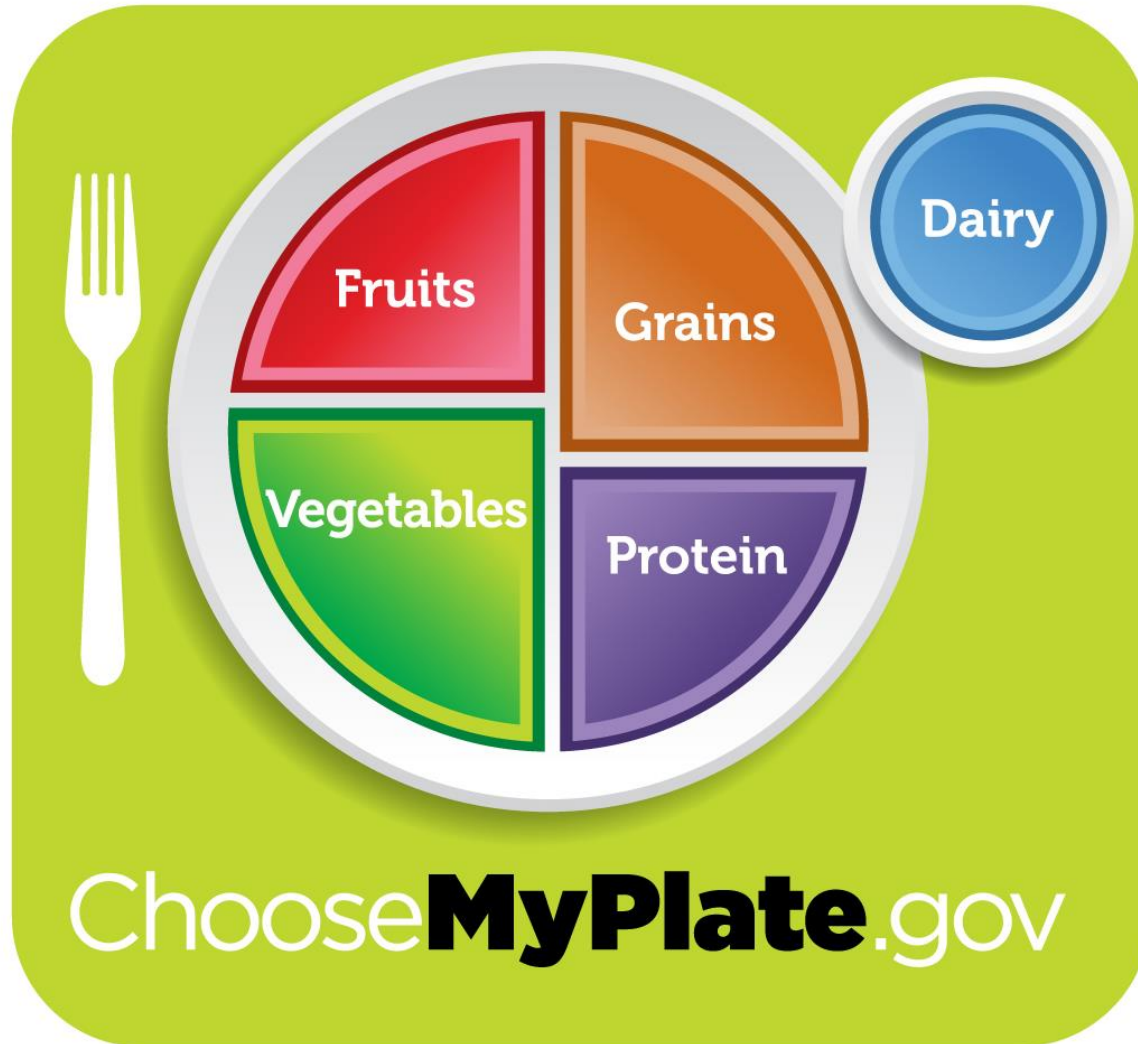 Fruits
Grains
Dairy
Vegetables
Protein
ChooseMyPlate.gov